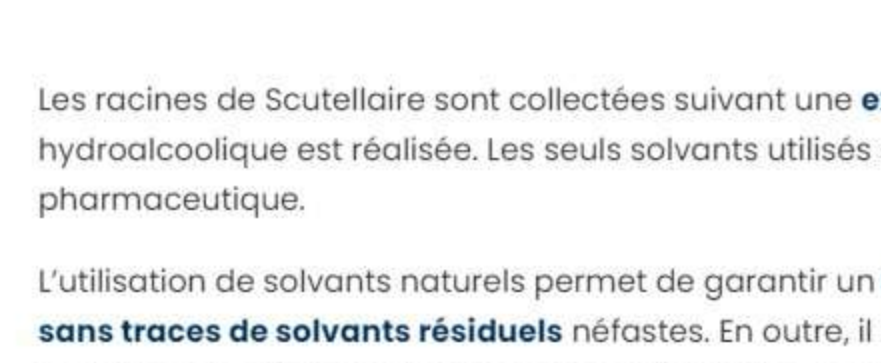 Les racines de Scutellaire sont collectées suivant une
hydroalcoolique est réalisée. Les seuls solvants utilisés
pharmaceutique.
L'utilisation de solvants naturels permet de garantir un
sans traces de solvants résiduels néfastes. En outre, il